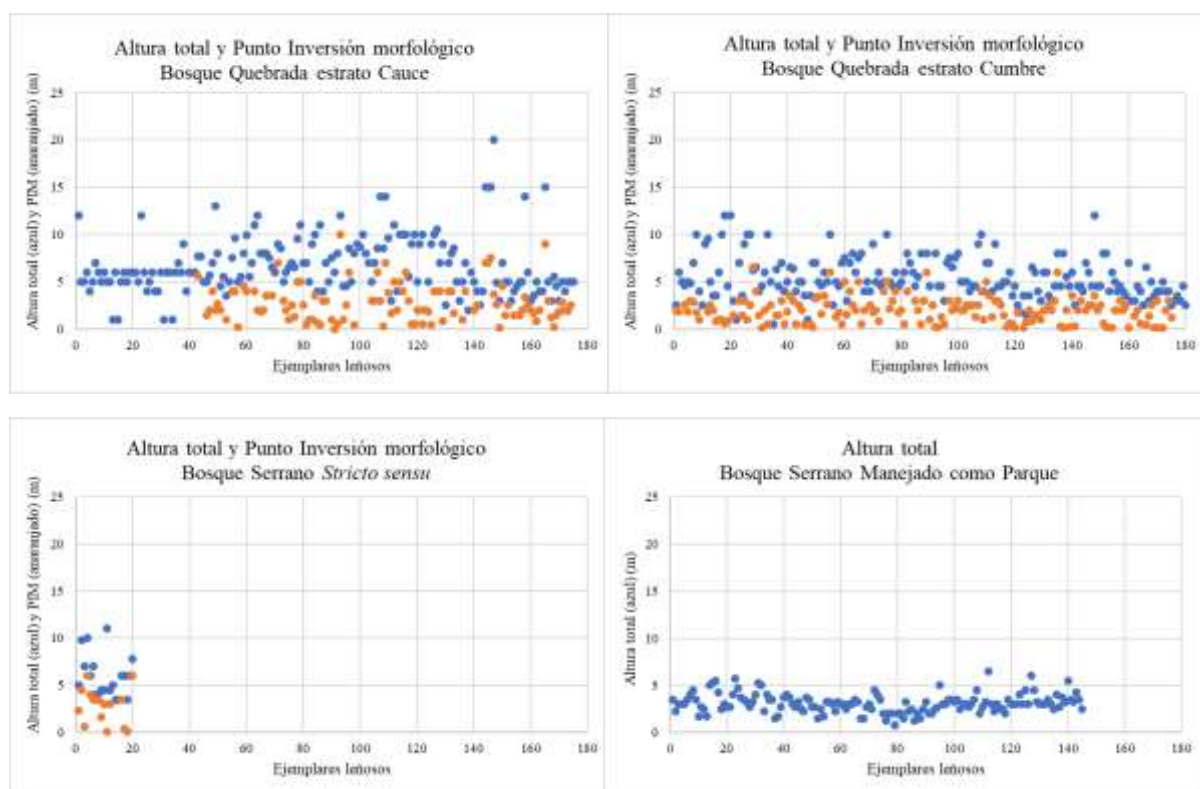 Altura total y Punto Inversión morfológico
Bosque Quebrada estrato Cauce
Altura total (azul) y PIM (anaranjado) (m)
25
20
15
10
5
0
0 20 40 60 80 100 120 140 160 180
Ejemplares leñosos
Altura total y Punto Inversión morfológico
Bosque Quebrada estrato Cumbre
Altura total (azul) y PIM (anaranjado) (m)
25
20
15
10
5
0
0 20 40 60 80 100 120 140 160 180
Ejemplares leñosos
Altura total y Punto Inversión morfológico
Bosque Serrano Stricto sensu
Altura total (azul) y PIM (anaranjado) (m)
25
20
15
10
5
0
0 20 40 60 80 100 120 140 160 180
Ejemplares leñosos
Altura total
Bosque Serrano Manejado como Parque
Altura total (azul) (m)
25
20
15
10
5
0
0 20 40 60 80 100 120 140 160 180
Ejemplares leñosos